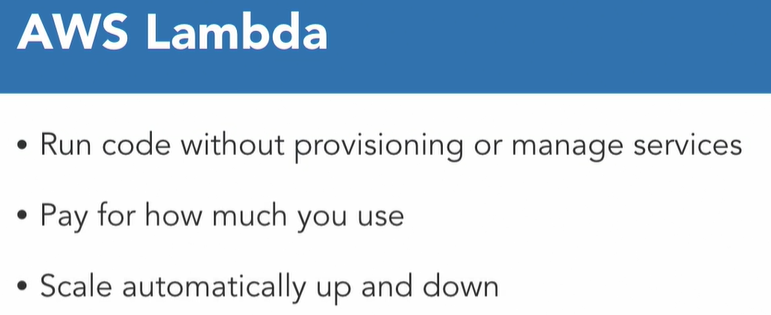 AWS Lambda
• Run code without provisioning or manage services
• Pay for how much you use
• Scale automatically up and down